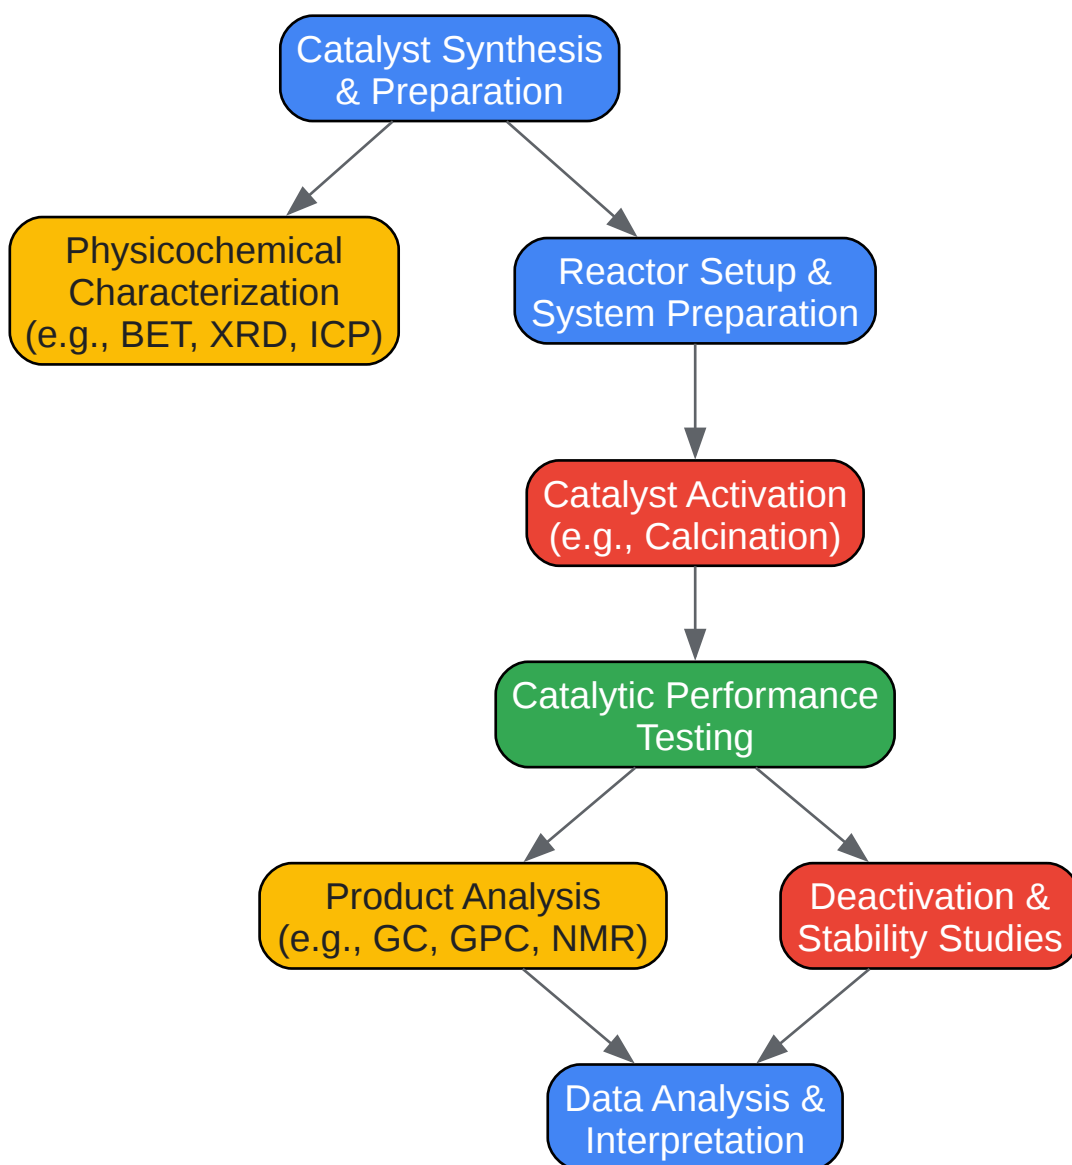 Catalyst Synthesis
& Preparation
Physicochemical
Characterization
(e.g., BET, XRD, ICP)
Reactor Setup &
System Preparation
Catalyst Activation
(e.g., Calcination)
Catalytic Performance
Testing
Product Analysis
(e.g., GC, GPC, NMR)
Deactivation &
Stability Studies
Data Analysis &
Interpretation